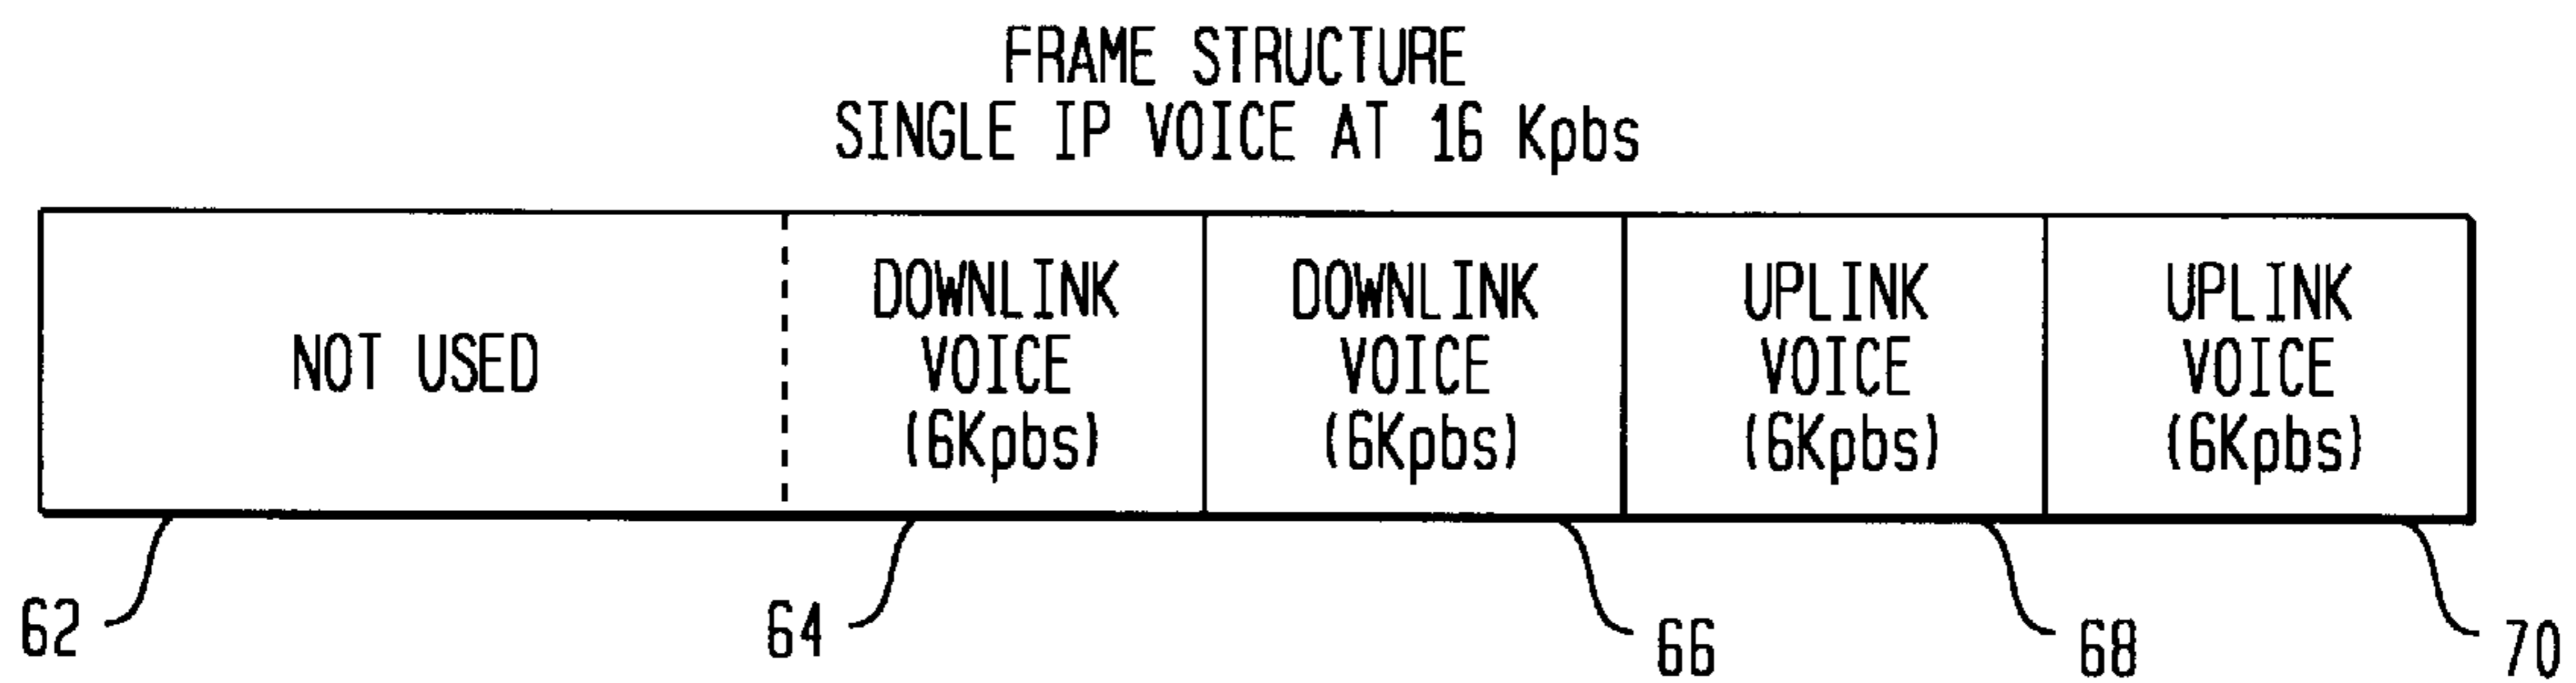 FRAME STRUCTURE
SINGLE IP VOICE AT 16 Kpbs
NOT USED
DOWNLINK
VOICE
(6Kpbs)
DOWNLINK
VOICE
(6Kpbs)
UPLINK
VOICE
(6Kpbs)
UPLINK
VOICE
(6Kpbs)
62
64
66
68
70